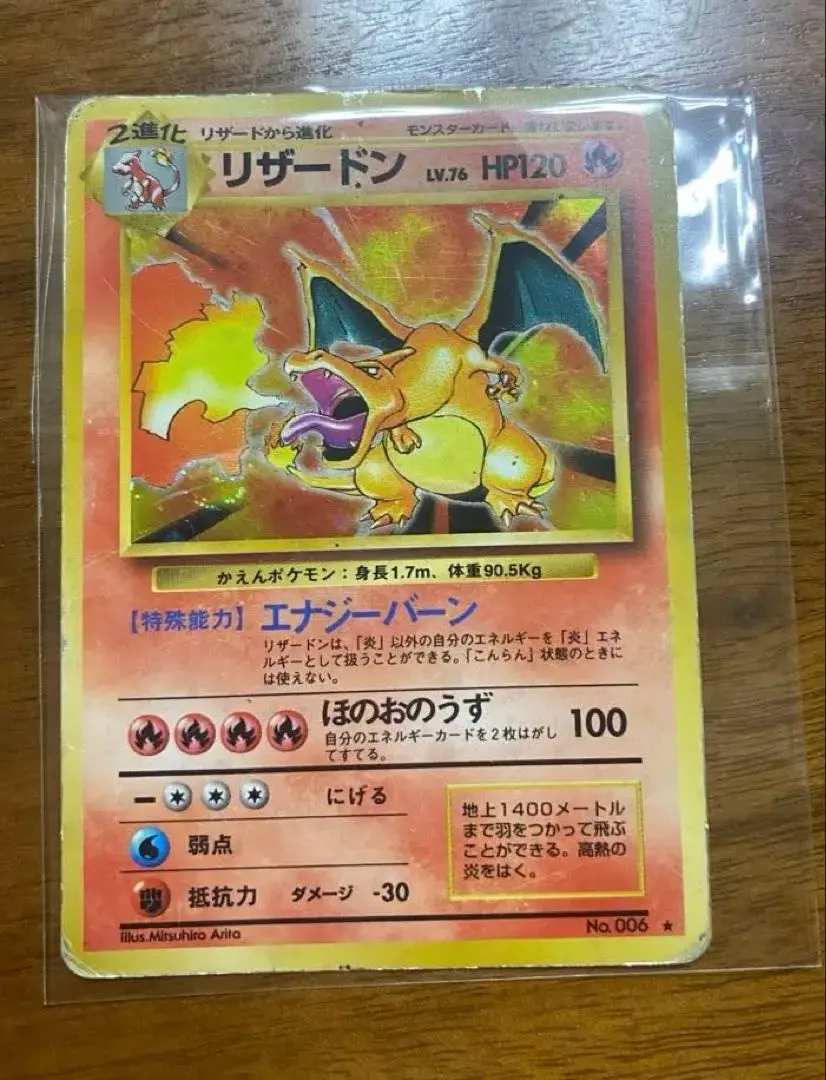 2進化 リザードから進化 モンスターカード
リザードン LV.76 HP120
かえんポケモン：身長1.7m、体重90.5Kg
【特殊能力】エナジーバーン
リザードンは、「炎」以外の自分のエネルギーを「炎」エネ
ルギーとして扱うことができる。「こんらん」状態のときに
は使えない。
ほのおのうず 100
自分のエネルギーカードを2枚はがし
てすてる。
− にげる
弱点
抵抗力 ダメージ -30
地上1400メートル
まで羽をつかって飛ぶ
ことができる。高熱の
炎をはく。
Illus.Mitsuhiro Arita
No.006 ★